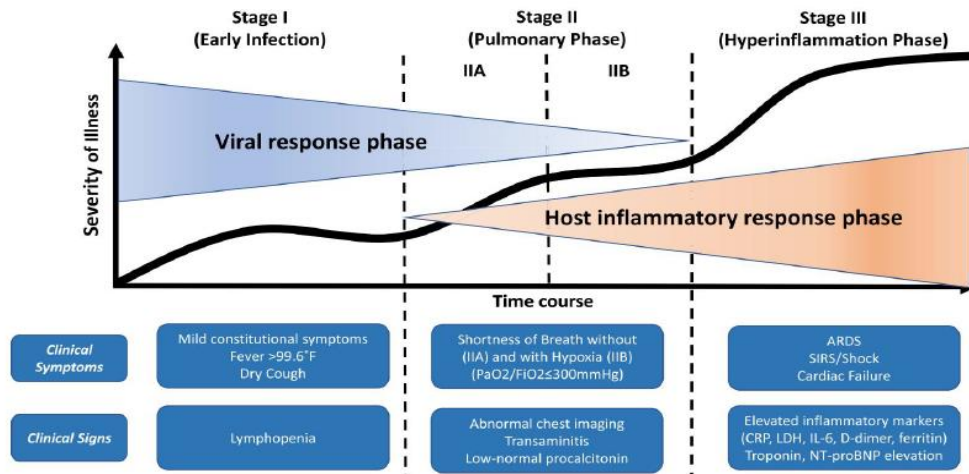 Stage I
(Early Infection)
Stage II
(Pulmonary Phase)
IIA
IIB
Stage III
(Hyperinflammation Phase)
Severity of Illness
Viral response phase
Host inflammatory response phase
Time course
Clinical
Symptoms
Mild constitutional symptoms
Fever >99.6°F
Dry Cough
Shortness of Breath without
(IIA) and with Hypoxia (IIB)
(PaO2/FiO2≤300mmHg)
ARDS
SIRS/Shock
Cardiac Failure
Clinical Signs
Lymphopenia
Abnormal chest imaging
Transaminitis
Low-normal procalcitonin
Elevated inflammatory markers
(CRP, LDH, IL-6, D-dimer, ferritin)
Troponin, NT-proBNP elevation